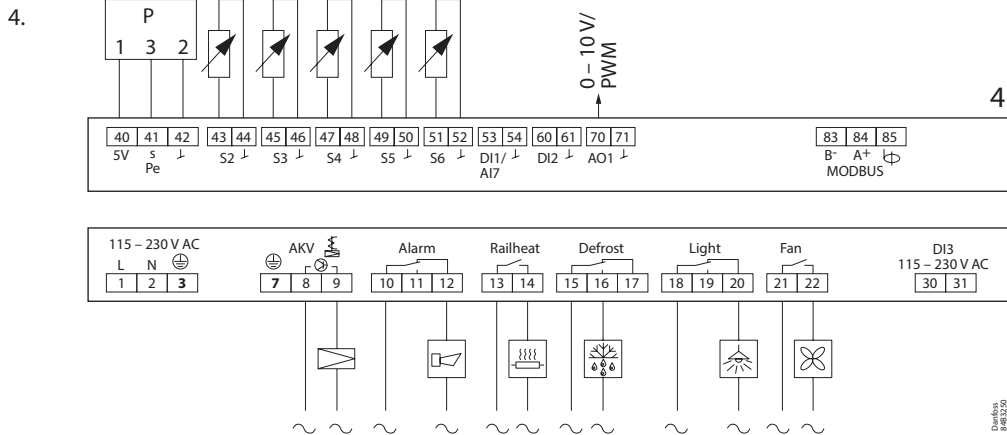 4.
P
1 3 2
0 – 10 V/
PWM
4
40 41 42 43 44 45 46 47 48 49 50 51 52 53 54 60 61 70 71 83 84 85
5V s S2 S3 S4 S5 S6 DI1/ DI2 AO1 B- A+
Pe AI7 MODBUS
115 – 230 V AC AKV Alarm Railheat Defrost Light Fan DI3
L N 115 – 230 V AC
1 2 3 7 8 9 10 11 12 13 14 15 16 17 18 19 20 21 22 30 31
Danfoss
84B3250